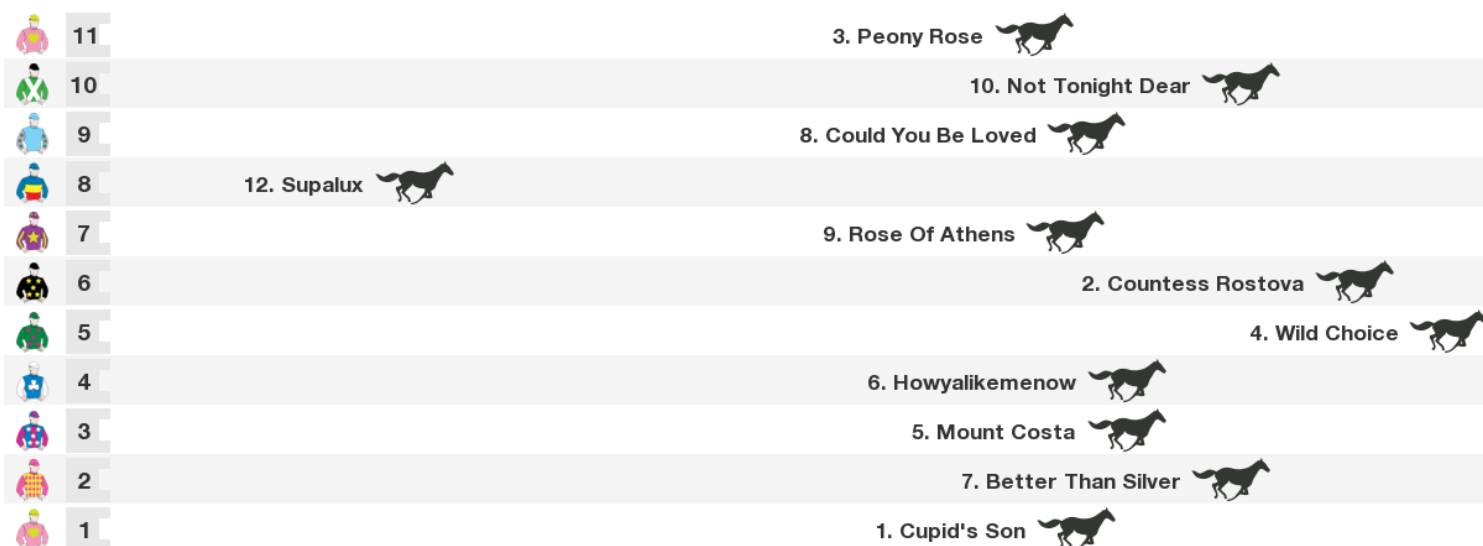 11 3. Peony Rose
10 10. Not Tonight Dear
9 8. Could You Be Loved
8 12. Supalux
7 9. Rose Of Athens
6 2. Countess Rostova
5 4. Wild Choice
4 6. Howyalikemenow
3 5. Mount Costa
2 7. Better Than Silver
1 1. Cupid's Son